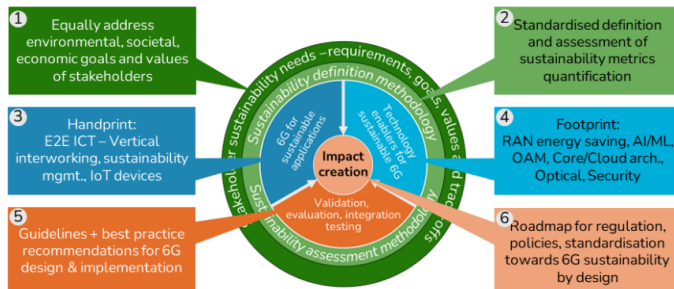 1
Equally address
environmental, societal,
economic goals and values
of stakeholders
2
Standardised definition
and assessment of
sustainability metrics
quantification
3
Handprint:
E2E ICT – Vertical
interworking, sustainability
mgmt., IoT devices
4
Footprint:
RAN energy saving, AI/ML,
OAM, Core/Cloud arch.,
Optical, Security
5
Guidelines + best practice
recommendations for 6G
design & implementation
6
Roadmap for regulation,
policies, standardisation
towards 6G sustainability
by design
sustainability needs –requirements, goals, values and
Sustainability definition methodology
6G for
sustainable
applications
Technology
enablers for
sustainable 6G
Impact
creation
Validation,
evaluation, integration
testing
Sustainability assessment methodology